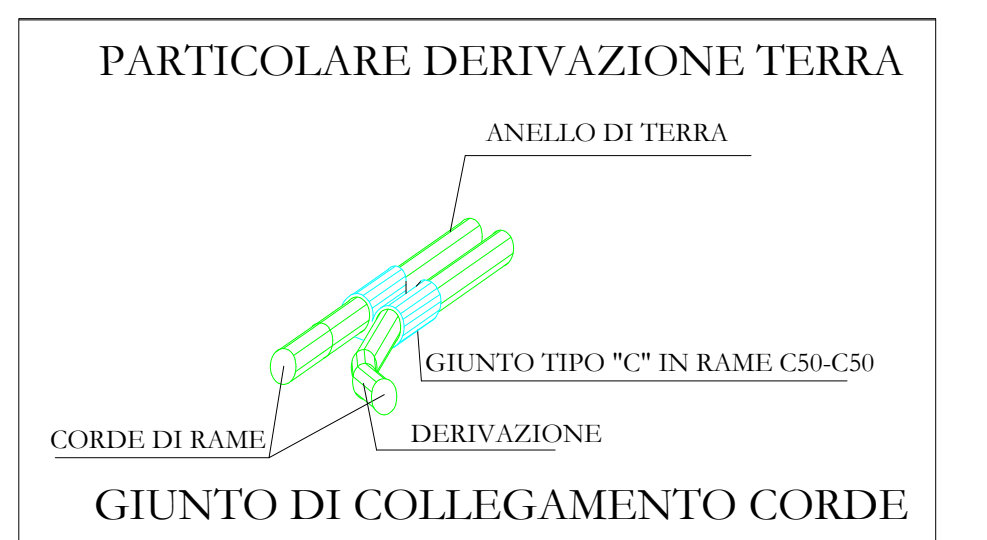 PARTICOLARE DERIVAZIONE TERRA
ANELLO DI TERRA
GIUNTO TIPO "C" IN RAME C50-C50
CORDE DI RAME
DERIVAZIONE
GIUNTO DI COLLEGAMENTO CORDE